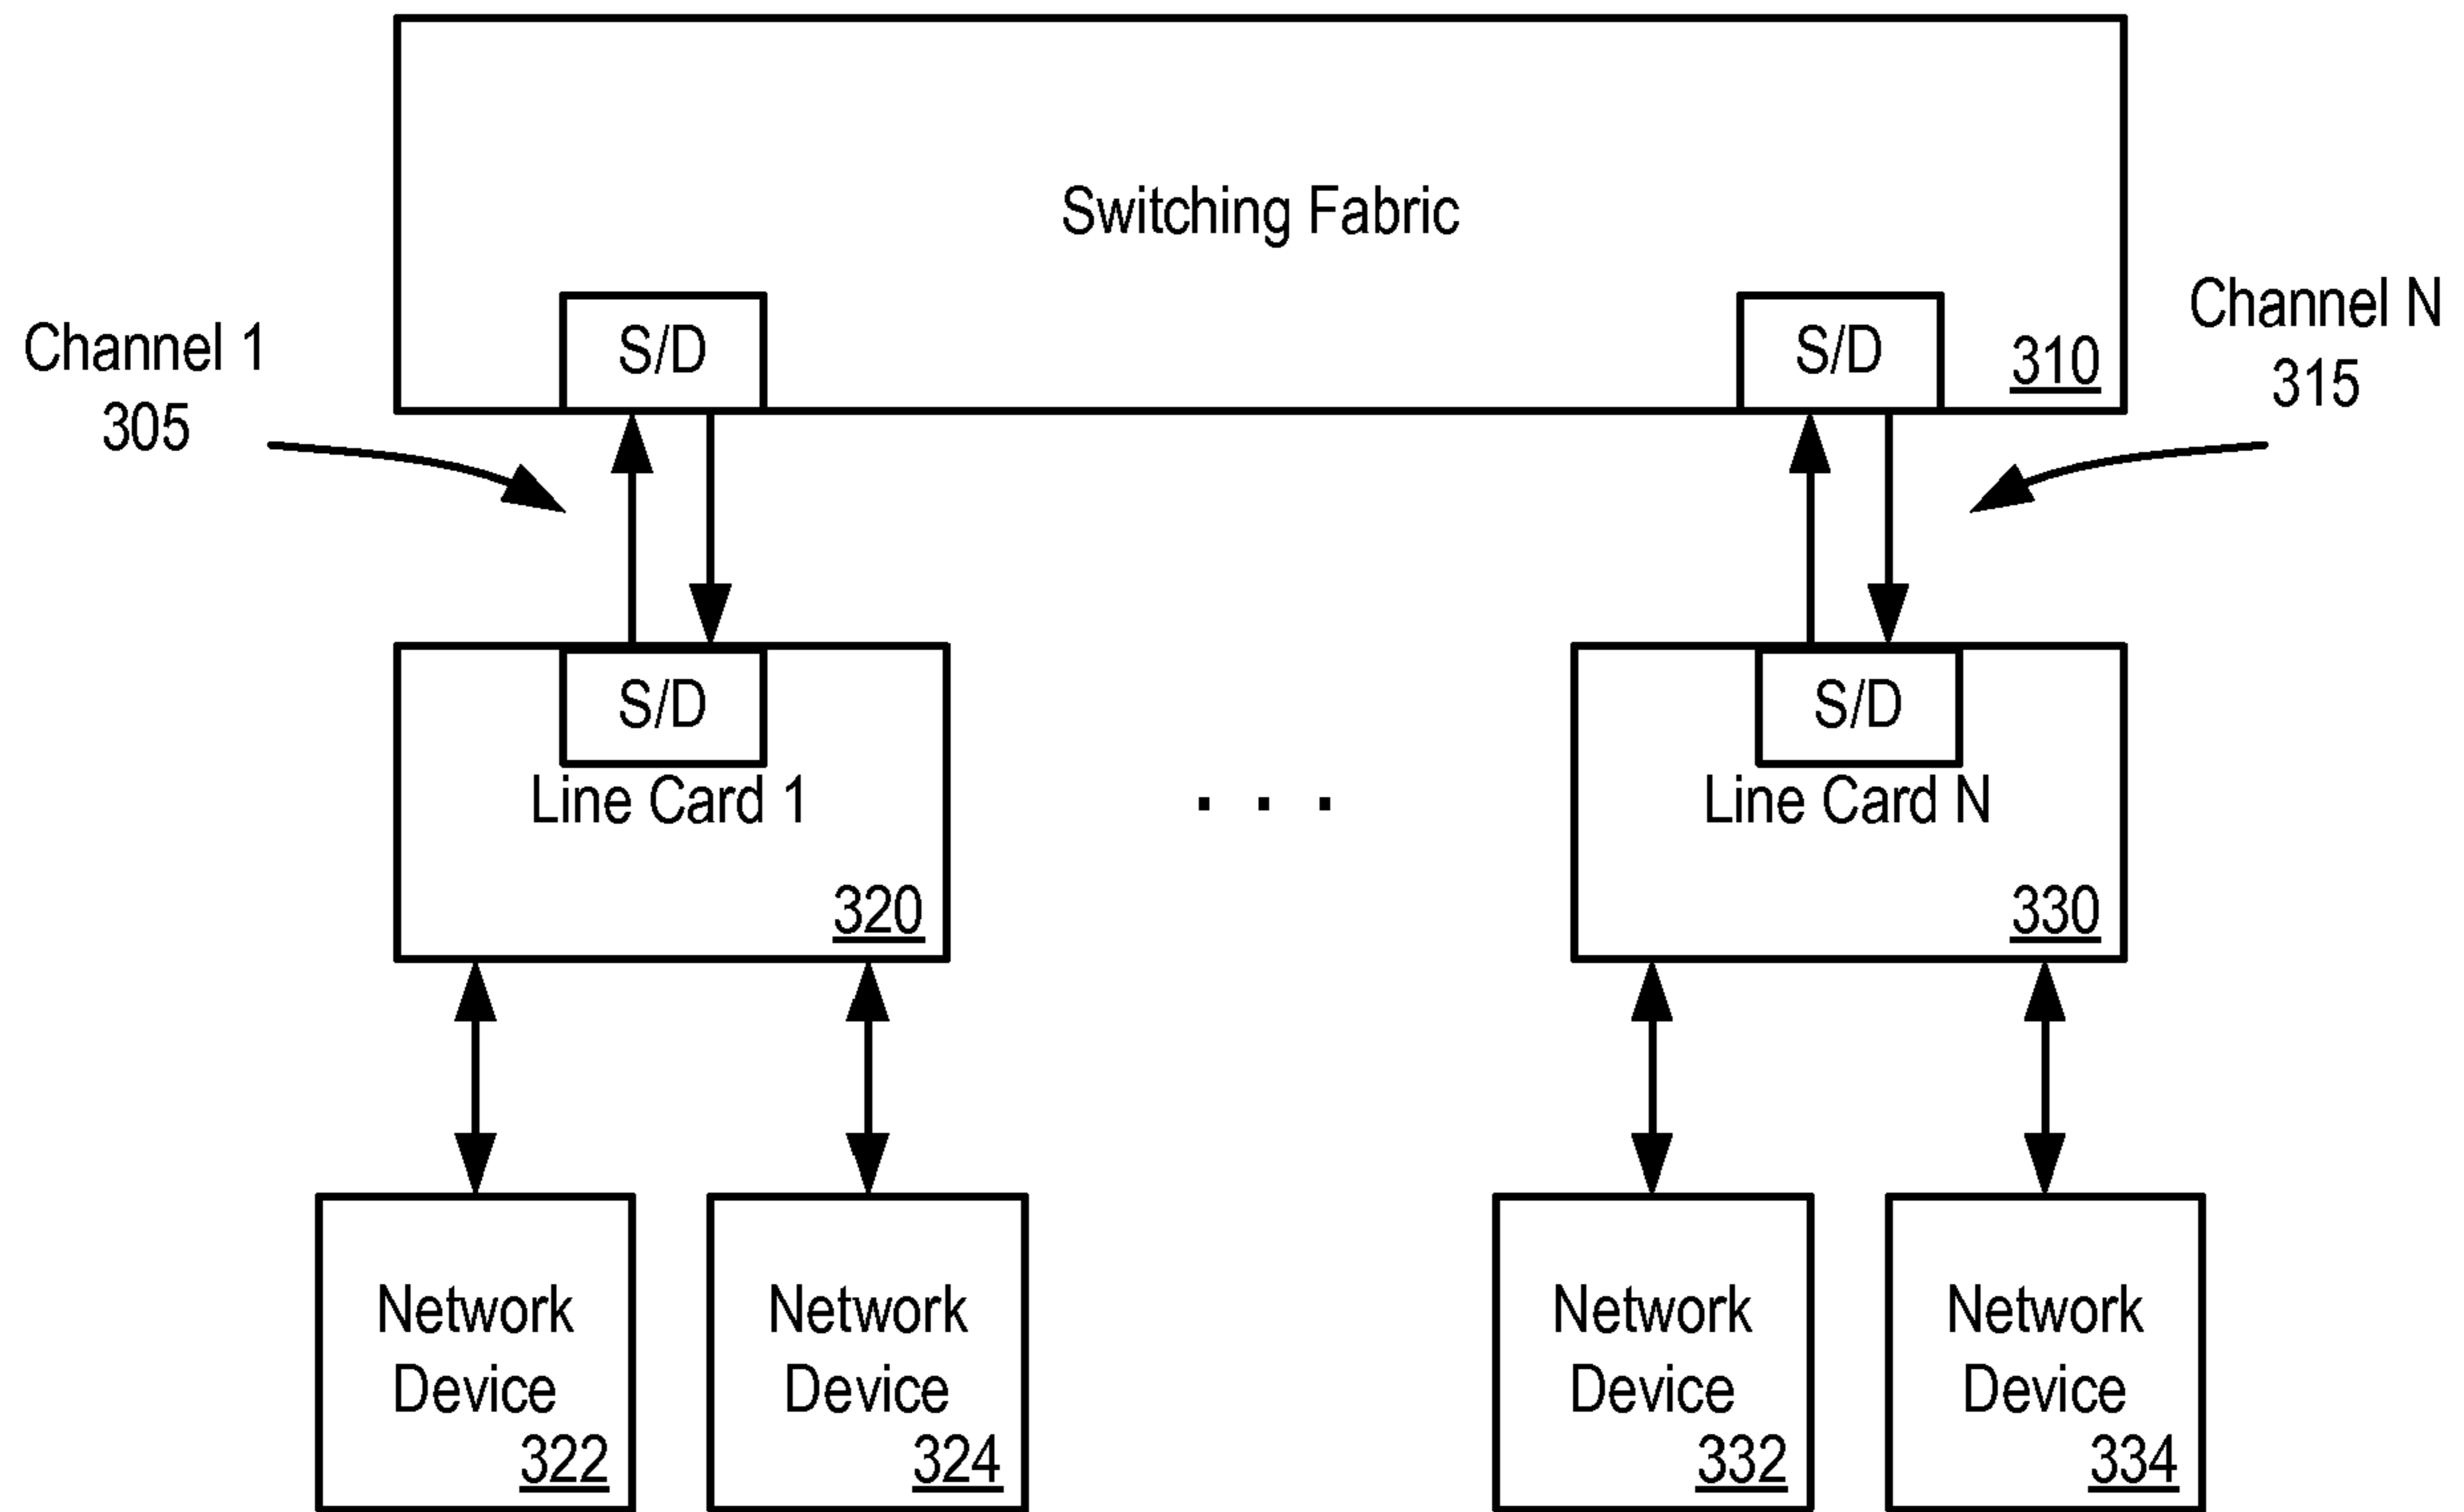 Switching Fabric
Channel 1
305
S/D
S/D
310
Channel N
315
S/D
Line Card 1
320
. . .
S/D
Line Card N
330
Network
Device
322
Network
Device
324
Network
Device
332
Network
Device
334